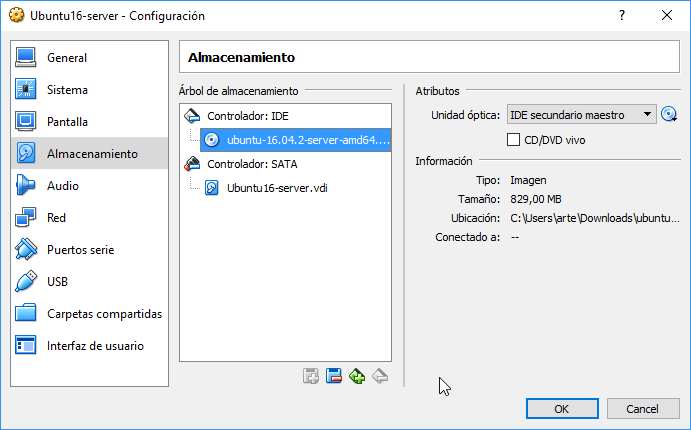 Ubuntu16-server - Configuración
General
Sistema
Pantalla
Almacenamiento
Audio
Red
Puertos serie
USB
Carpetas compartidas
Interfaz de usuario
Almacenamiento
Árbol de almacenamiento
Controlador: IDE
ubuntu-16.04.2-server-amd64....
Controlador: SATA
Ubuntu16-server.vdi
Atributos
Unidad óptica: IDE secundario maestro
CD/DVD vivo
Información
Tipo: Imagen
Tamaño: 829,00 MB
Ubicación: C:\Users\arte\Downloads\ubuntu...
Conectado a: --
OK
Cancel